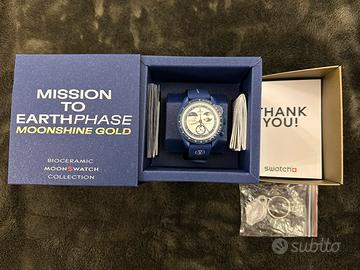 MISSION
TO
EARTHPHASE
MOONSHINE GOLD
BIOCERAMIC
MOONSWATCH
COLLECTION
THANK
YOU!
swatch
subito